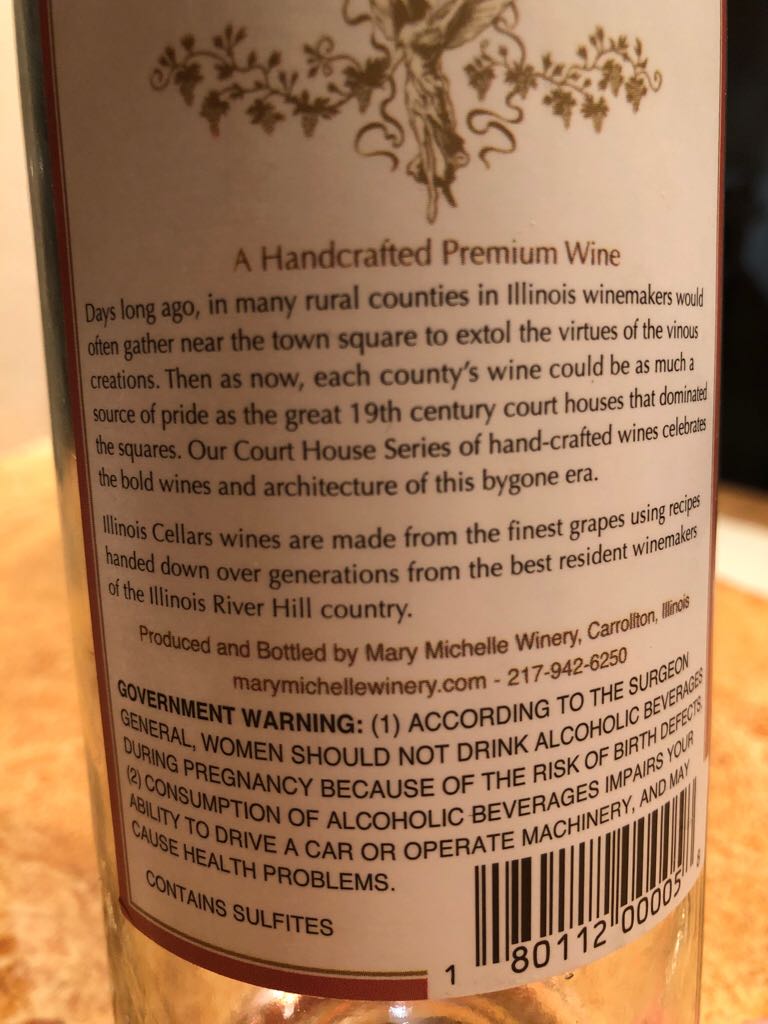 A Handcrafted Premium Wine
Days long ago, in many rural counties in Illinois winemakers would
often gather near the town square to extol the virtues of the vinous
creations. Then as now, each county's wine could be as much a
source of pride as the great 19th century court houses that dominated
the squares. Our Court House Series of hand-crafted wines celebrates
the bold wines and architecture of this bygone era.
Illinois Cellars wines are made from the finest grapes using recipes
handed down over generations from the best resident winemakers
of the Illinois River Hill country.
Produced and Bottled by Mary Michelle Winery, Carrollton, Illinois
marymichellewinery.com - 217-942-6250
GOVERNMENT WARNING: (1) ACCORDING TO THE SURGEON
GENERAL, WOMEN SHOULD NOT DRINK ALCOHOLIC BEVERAGES
DURING PREGNANCY BECAUSE OF THE RISK OF BIRTH DEFECTS.
(2) CONSUMPTION OF ALCOHOLIC BEVERAGES IMPAIRS YOUR
ABILITY TO DRIVE A CAR OR OPERATE MACHINERY, AND MAY
CAUSE HEALTH PROBLEMS.
CONTAINS SULFITES
1 80112 00005 8